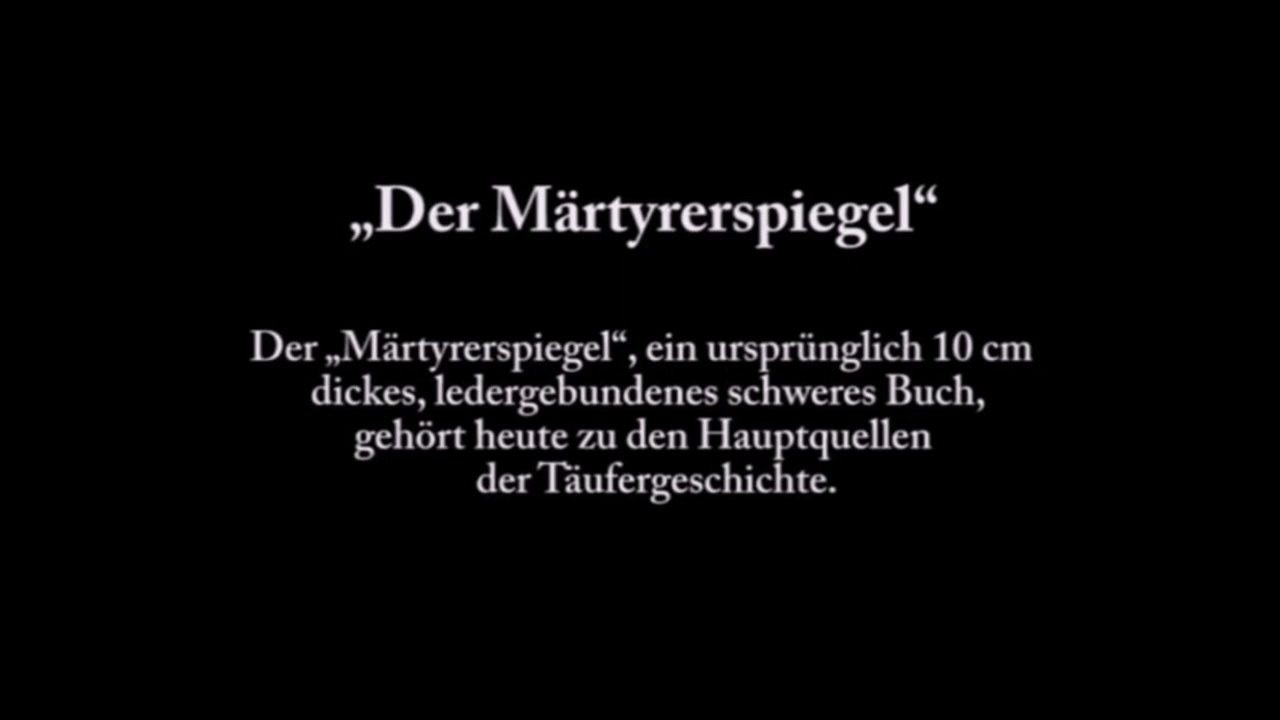 „Der Märtyrerspiegel“
Der „Märtyrerspiegel“, ein ursprünglich 10 cm
dickes, ledergebundenes schweres Buch,
gehört heute zu den Hauptquellen
der Täufergeschichte.